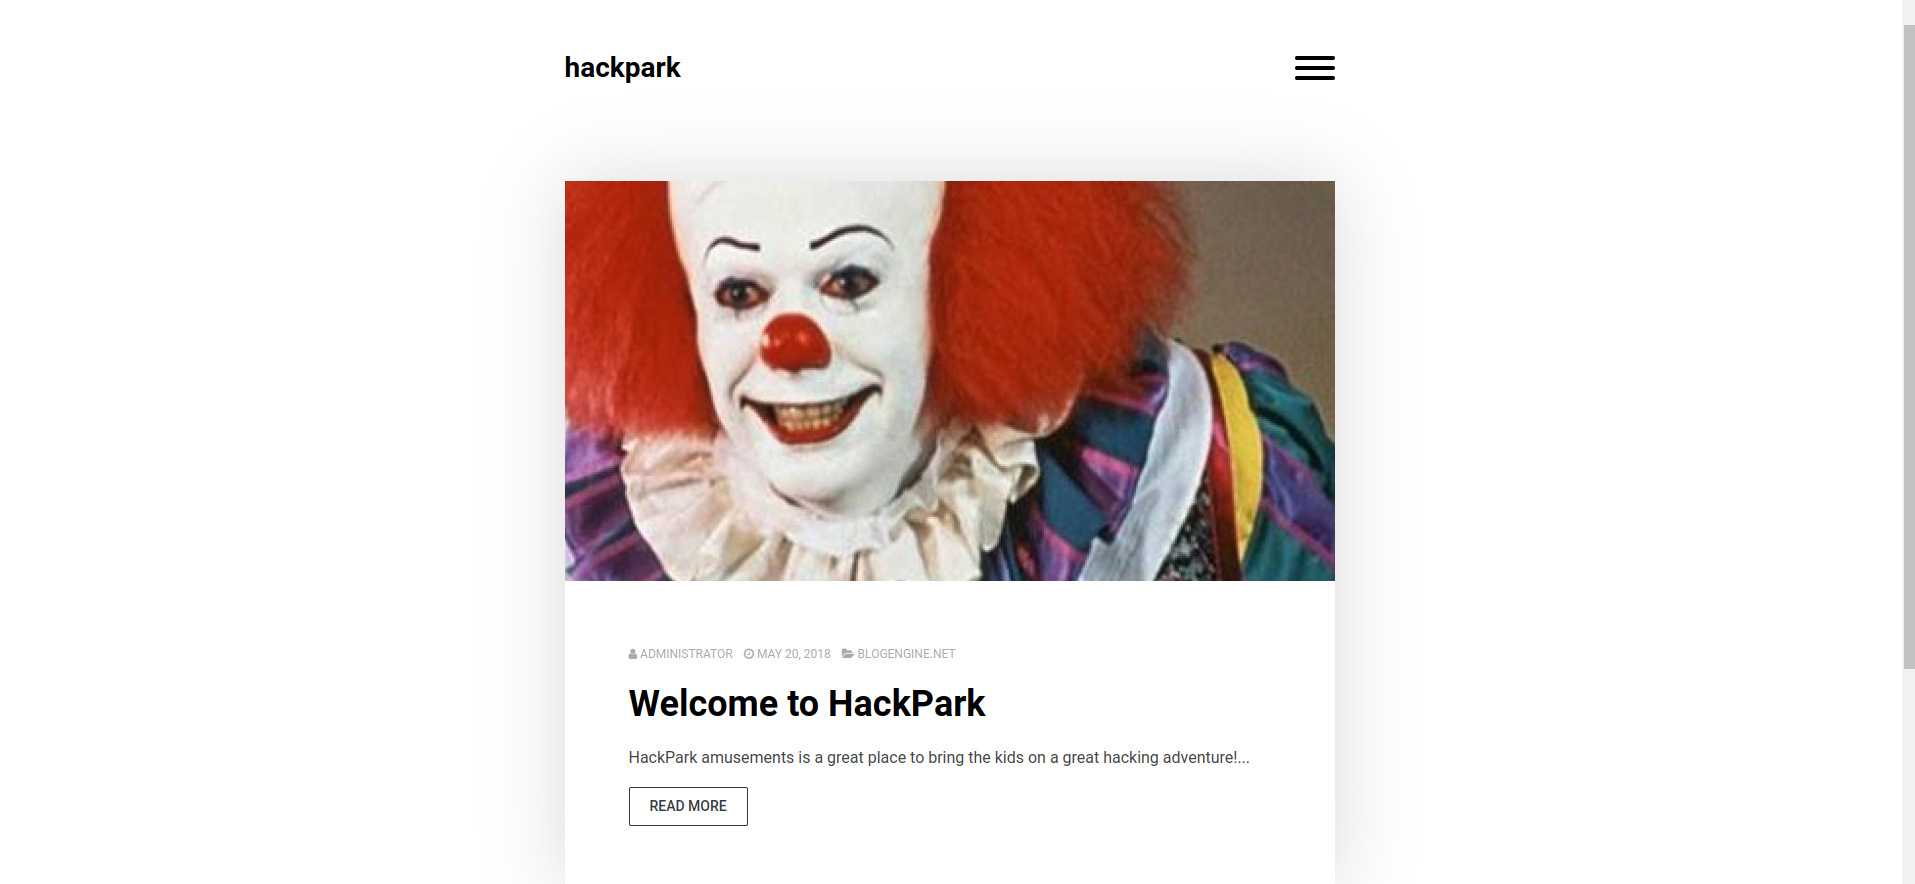 hackpark
ADMINISTRATOR MAY 20, 2018 BLOGENGINE.NET
Welcome to HackPark
HackPark amusements is a great place to bring the kids on a great hacking adventure!...
READ MORE